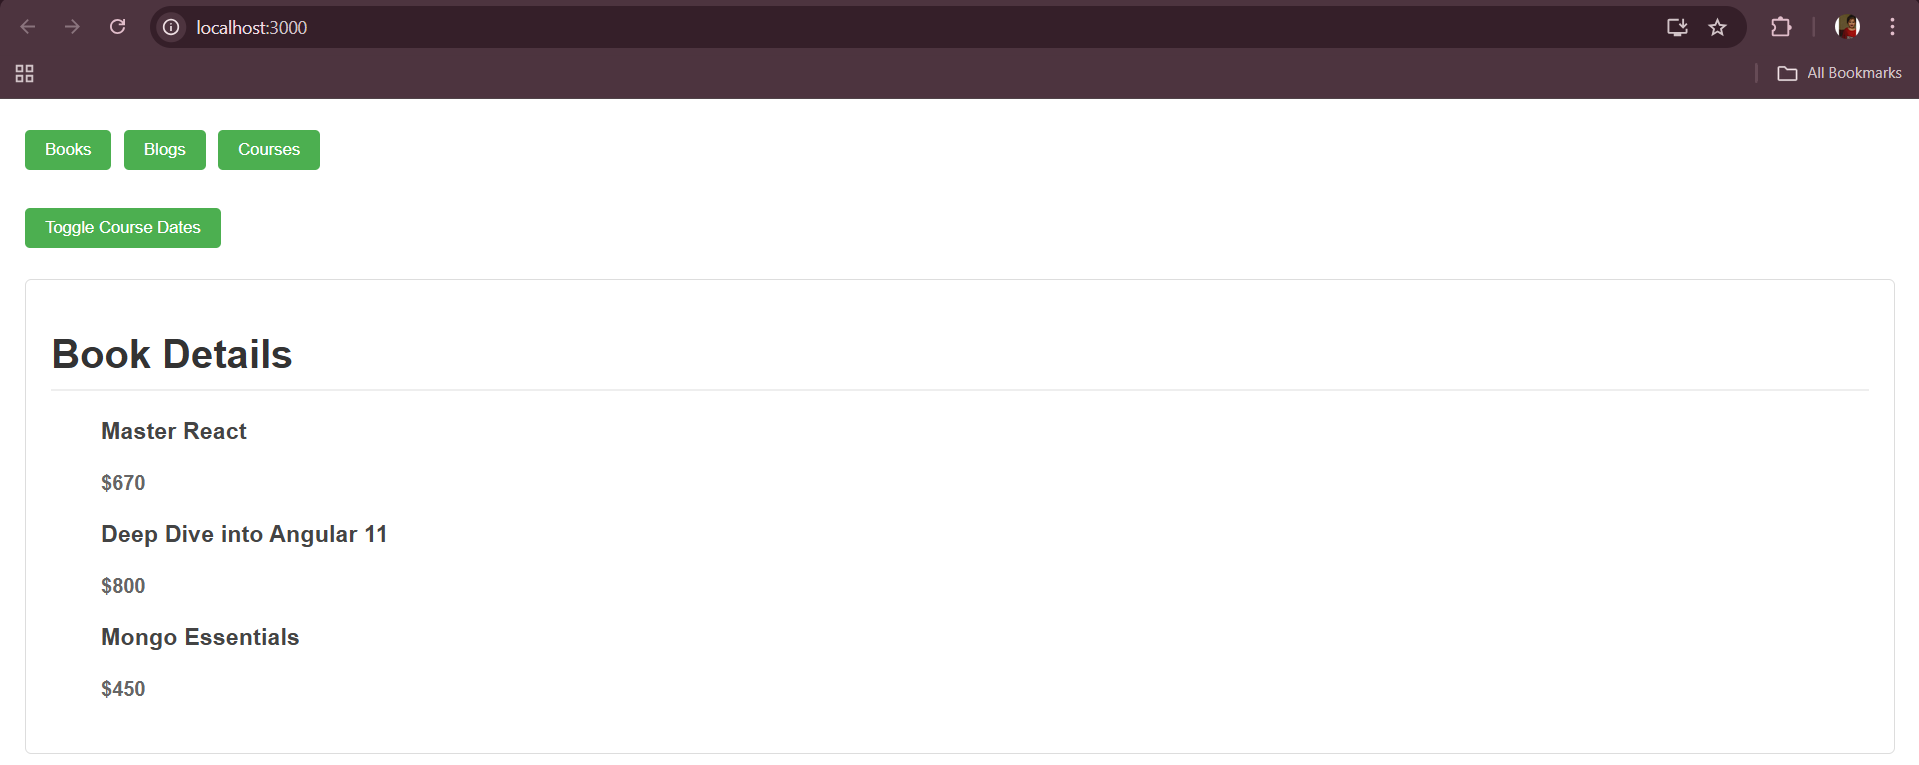 localhost:3000
All Bookmarks
Books Blogs Courses
Toggle Course Dates
Book Details
Master React
$670
Deep Dive into Angular 11
$800
Mongo Essentials
$450